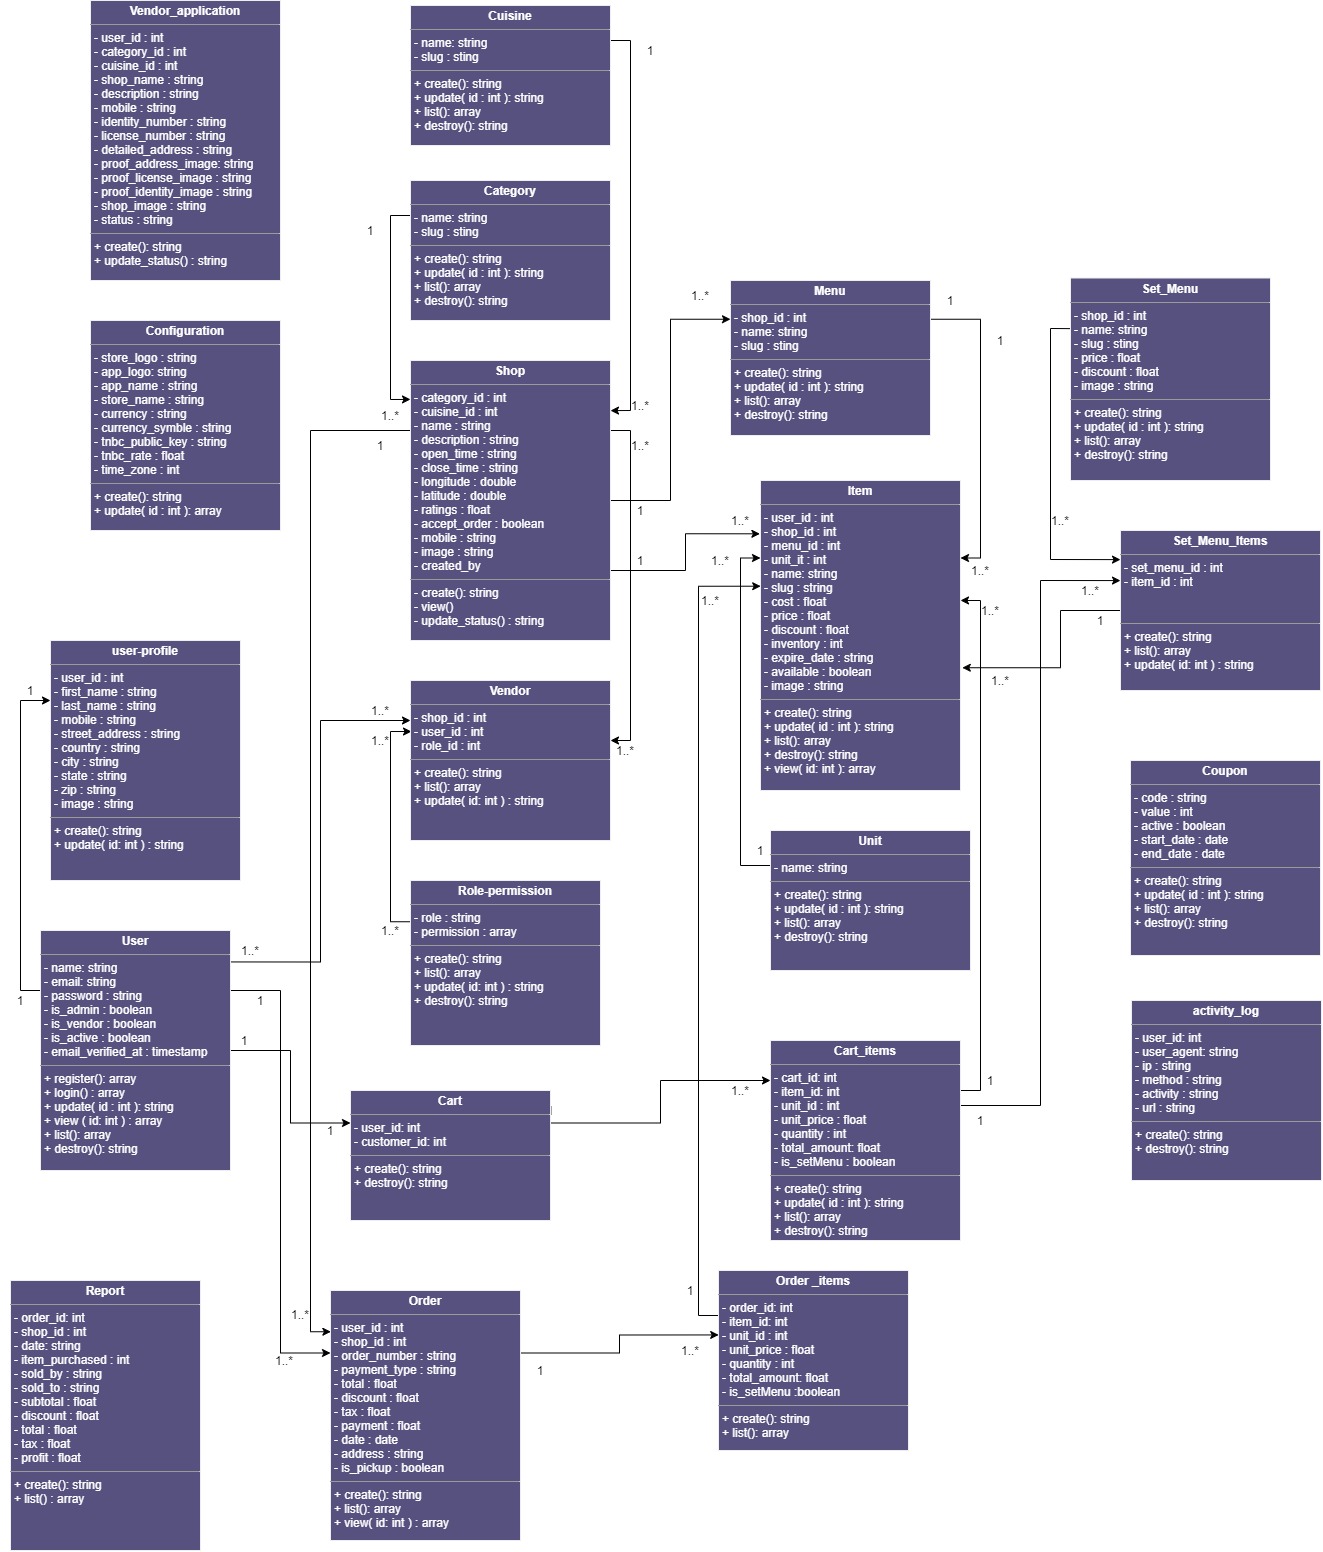 Vendor_application
- user_id : int
- category_id : int
- cuisine_id : int
- shop_name : string
- description : string
- mobile : string
- identity_number : string
- license_number : string
- detailed_address : string
- proof_address_image: string
- proof_license_image : string
- proof_identity_image : string
- shop_image : string
- status : string
+ create(): string
+ update_status() : string
Cuisine
- name: string
- slug : sting
+ create(): string
+ update( id : int ): string
+ list(): array
+ destroy(): string
1
Category
- name: string
- slug : sting
+ create(): string
+ update( id : int ): string
+ list(): array
+ destroy(): string
1
Configuration
- store_logo : string
- app_logo: string
- app_name : string
- store_name : string
- currency : string
- currency_symble : string
- tnbc_public_key : string
- tnbc_rate : float
- time_zone : int
+ create(): string
+ update( id : int ): array
Shop
- category_id : int
- cuisine_id : int
- name : string
- description : string
- open_time : string
- close_time : string
- longitude : double
- latitude : double
- ratings : float
- accept_order : boolean
- mobile : string
- image : string
- created_by
+ create(): string
- view()
- update_status() : string
1..*
1
1..*
1..*
1
1
1..*
Menu
- shop_id : int
- name: string
- slug : sting
+ create(): string
+ update( id : int ): string
+ list(): array
+ destroy(): string
1
1
Set_Menu
- shop_id : int
- name: string
- slug : sting
- price : float
- discount : float
- image : string
+ create(): string
+ update( id : int ): string
+ list(): array
+ destroy(): string
1..*
Item
- user_id : int
- shop_id : int
- menu_id : int
- unit_it : int
- name: string
- slug : string
- cost : float
- price : float
- discount : float
- inventory : int
- expire_date : string
- available : boolean
- image : string
+ create(): string
+ update( id : int ): string
+ list(): array
+ destroy(): string
+ view( id: int ): array
1..*
1..*
1..*
1..*
1..*
1..*
Set_Menu_Items
- set_menu_id : int
- item_id : int
+ create(): string
+ list(): array
+ update( id: int ) : string
1..*
1
user-profile
- user_id : int
- first_name : string
- last_name : string
- mobile : string
- street_address : string
- country : string
- city : string
- state : string
- zip : string
- image : string
+ create(): string
+ update( id: int ) : string
1
Vendor
- shop_id : int
- user_id : int
- role_id : int
+ create(): string
+ list(): array
+ update( id: int ) : string
1..*
1..*
1..*
Coupon
- code : string
- value : int
- active : boolean
- start_date : date
- end_date : date
+ create(): string
+ update( id : int ): string
+ list(): array
+ destroy(): string
Unit
- name: string
+ create(): string
+ update( id : int ): string
+ list(): array
+ destroy(): string
1
Role-permission
- role : string
- permission : array
+ create(): string
+ list(): array
+ update( id: int ) : string
+ destroy(): string
1..*
User
- name: string
- email: string
- password : string
- is_admin : boolean
- is_vendor : boolean
- is_active : boolean
- email_verified_at : timestamp
+ register(): array
+ login() : array
+ update( id : int ): string
+ view ( id: int ) : array
+ list(): array
+ destroy(): string
1..*
1
1
1
activity_log
- user_id: int
- user_agent: string
- ip : string
- method : string
- activity : string
- url : string
+ create(): string
+ destroy(): string
Cart_items
- cart_id: int
- item_id: int
- unit_id : int
- unit_price : float
- quantity : int
- total_amount: float
- is_setMenu : boolean
+ create(): string
+ update( id : int ): string
+ list(): array
+ destroy(): string
1..*
1
1
Cart
- user_id: int
- customer_id: int
+ create(): string
+ destroy(): string
1
Report
- order_id: int
- shop_id : int
- date: string
- item_purchased : int
- sold_by : string
- sold_to : string
- subtotal : float
- discount : float
- total : float
- tax : float
- profit : float
+ create(): string
+ list() : array
Order
- user_id : int
- shop_id : int
- order_number : string
- payment_type : string
- total : float
- discount : float
- tax : float
- payment : float
- date : date
- address : string
- is_pickup : boolean
+ create(): string
+ list(): array
+ view( id: int ) : array
1..*
1..*
1
Order _items
- order_id: int
- item_id: int
- unit_id : int
- unit_price : float
- quantity : int
- total_amount: float
- is_setMenu :boolean
+ create(): string
+ list(): array
1
1..*